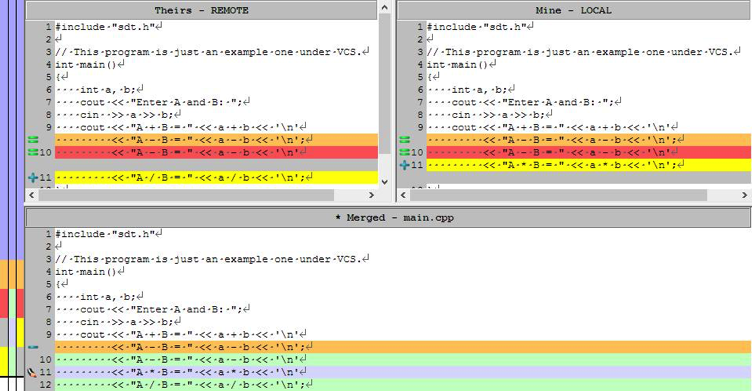 Theirs - REMOTE
1 #include "sdt.h"
2
3 // This program is just an example one under VCS.
4 int main()
5 {
6     int a, b;
7     cout << "Enter A and B: ";
8     cin >> a >> b;
9     cout << "A + B = " << a + b << '\n'
         << "A - B = " << a - b << '\n';
10         << "A - B = " << a - b << '\n'
11         << "A / B = " << a / b << '\n';
Mine - LOCAL
1 #include "sdt.h"
2
3 // This program is just an example one under VCS.
4 int main()
5 {
6     int a, b;
7     cout << "Enter A and B: ";
8     cin >> a >> b;
9     cout << "A + B = " << a + b << '\n'
         << "A - B = " << a - b << '\n';
10         << "A - B = " << a - b << '\n'
11         << "A * B = " << a * b << '\n';
* Merged - main.cpp
1 #include "sdt.h"
2
3 // This program is just an example one under VCS.
4 int main()
5 {
6     int a, b;
7     cout << "Enter A and B: ";
8     cin >> a >> b;
9     cout << "A + B = " << a + b << '\n'
         << "A - B = " << a - b << '\n';
10         << "A - B = " << a - b << '\n'
11         << "A * B = " << a * b << '\n'
12         << "A / B = " << a / b << '\n';